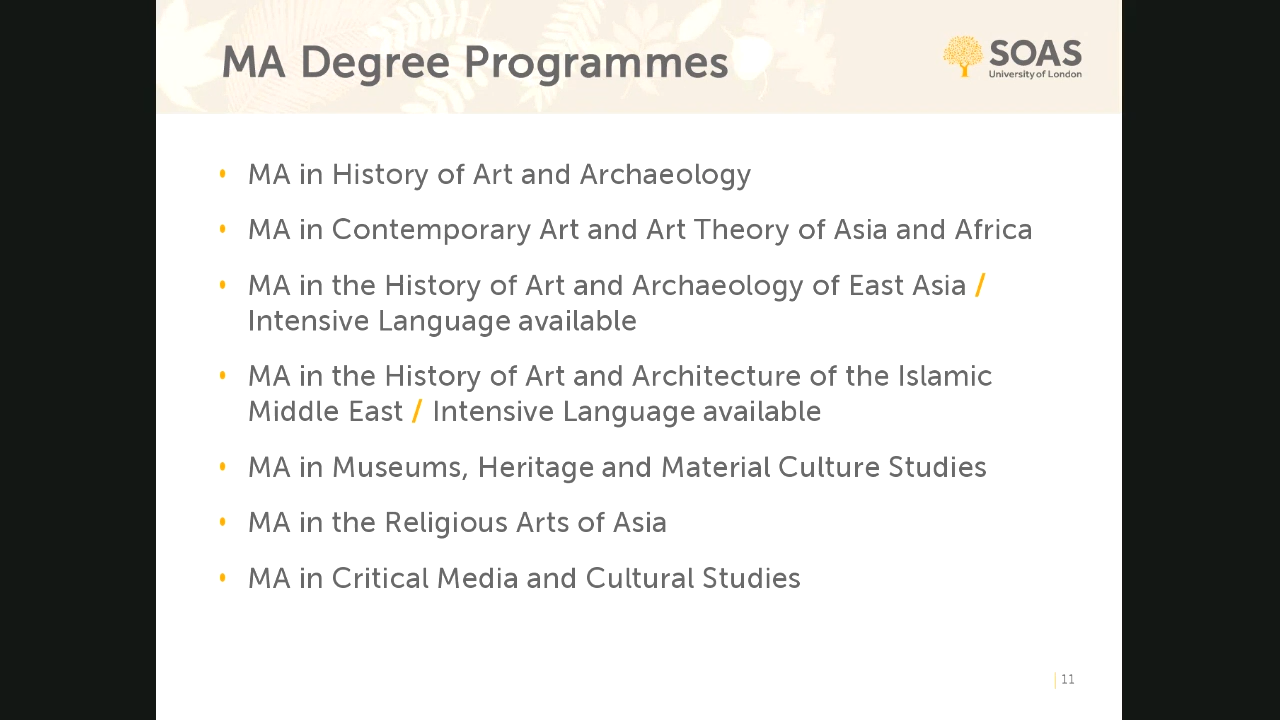 MA Degree Programmes
SOAS
University of London
• MA in History of Art and Archaeology
• MA in Contemporary Art and Art Theory of Asia and Africa
• MA in the History of Art and Archaeology of East Asia /
Intensive Language available
• MA in the History of Art and Architecture of the Islamic
Middle East / Intensive Language available
• MA in Museums, Heritage and Material Culture Studies
• MA in the Religious Arts of Asia
• MA in Critical Media and Cultural Studies
11